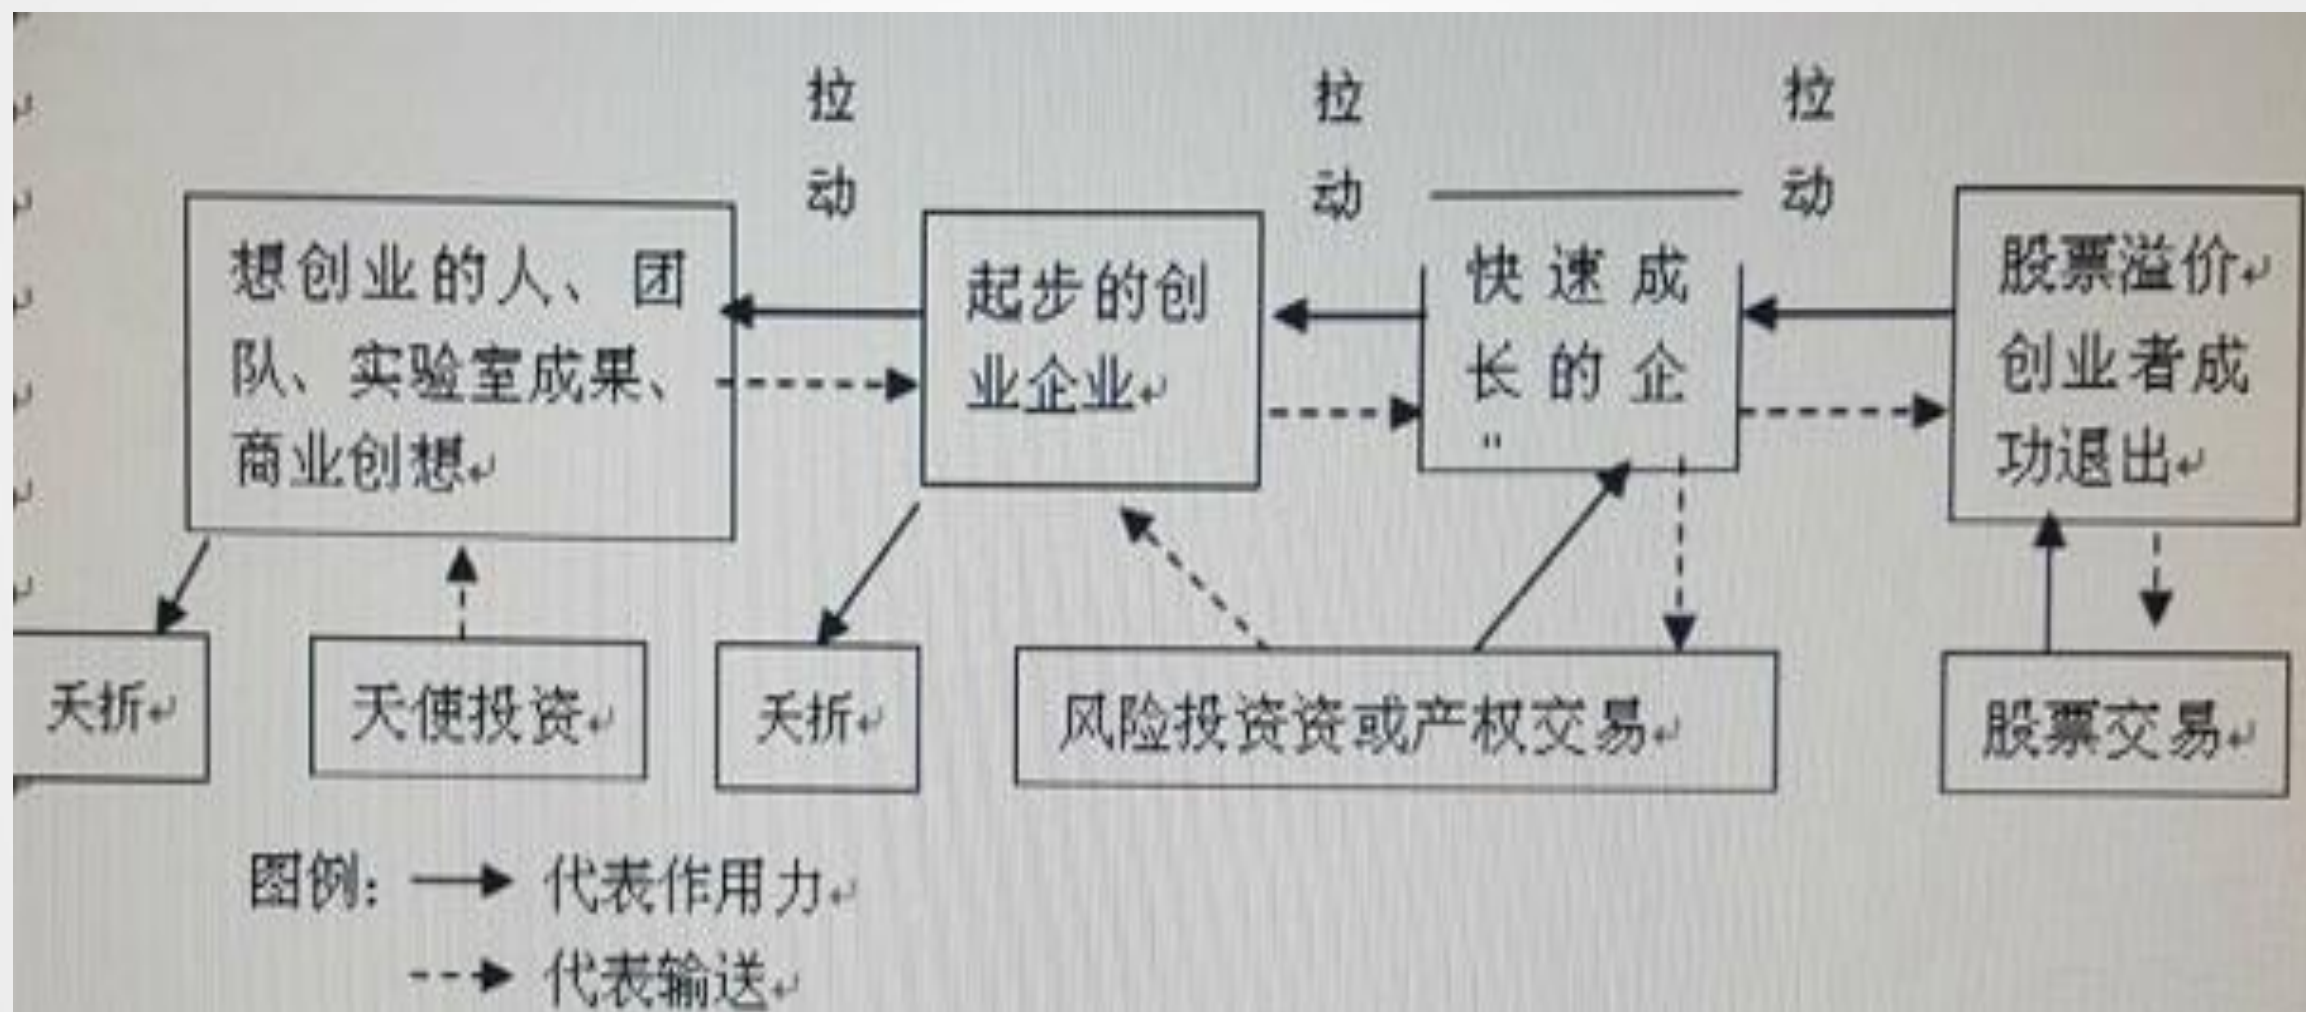 拉动
拉动
拉动
想创业的人、团
队、实验室成果、
商业创想
起步的创
业企业
快速成
长的企
股票溢价
创业者成
功退出
夭折
天使投资
夭折
风险投资资或产权交易
股票交易
图例：
代表作用力
代表输送